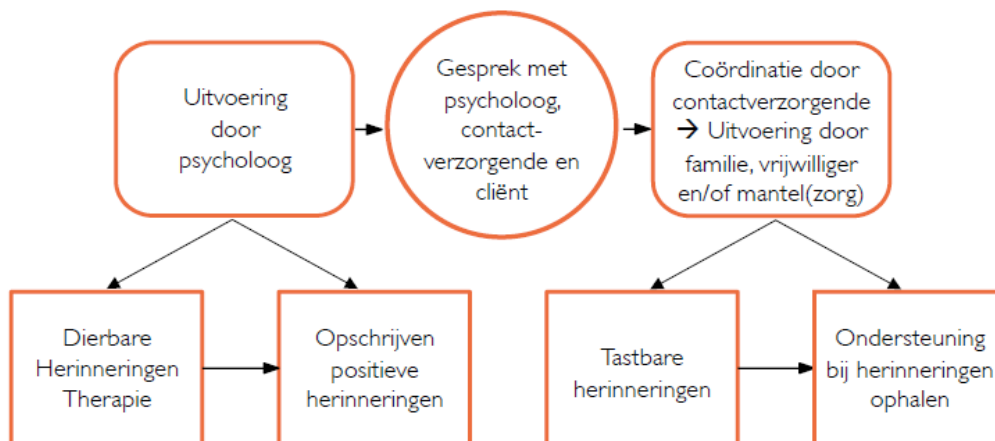 Uitvoering
door
psycholoog
Gesprek met
psycholoog,
contact-
verzorgende en
cliënt
Coördinatie door
contactverzorgende
→ Uitvoering door
familie, vrijwilliger
en/of mantel(zorg)
Dierbare
Herinneringen
Therapie
Opschrijven
positieve
herinneringen
Tastbare
herinneringen
Ondersteuning
bij herinneringen
ophalen